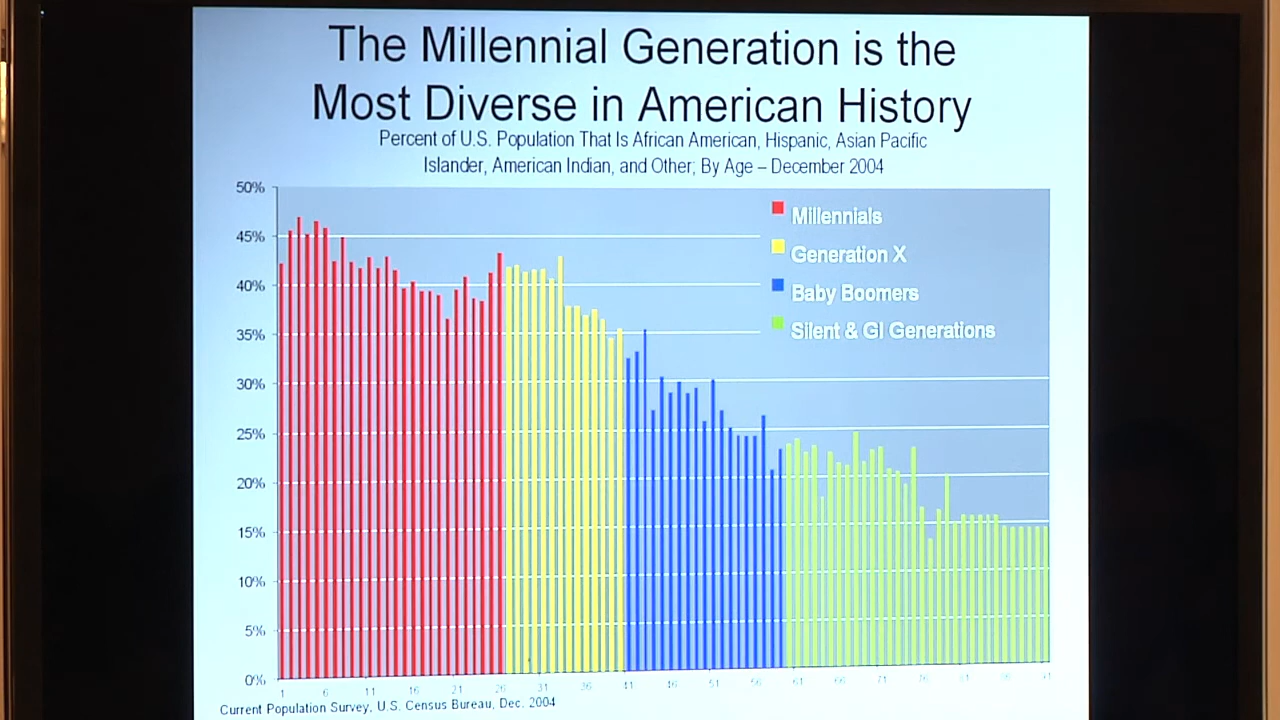 The Millennial Generation is the
Most Diverse in American History
Percent of U.S. Population That Is African American, Hispanic, Asian Pacific
Islander, American Indian, and Other; By Age – December 2004
50%
45%
40%
35%
30%
25%
20%
15%
10%
5%
0%
Millennials
Generation X
Baby Boomers
Silent & GI Generations
1 6 11 16 21 26 31 36 41 46 51 56 61 66 71 76 81
Current Population Survey, U.S. Census Bureau, Dec. 2004